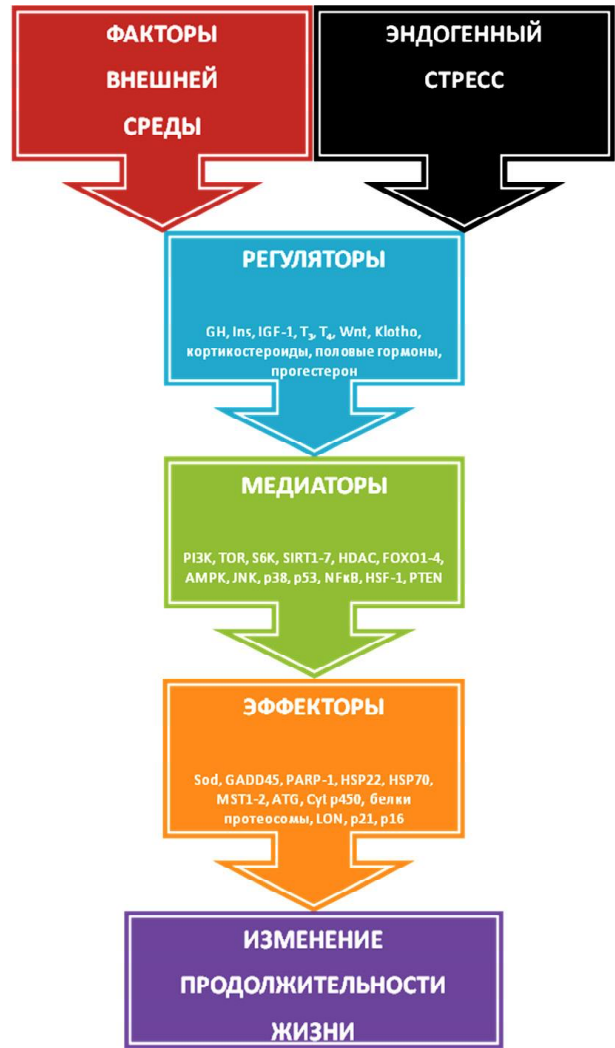 ФАКТОРЫ
ВНЕШНЕЙ
СРЕДЫ
ЭНДОГЕННЫЙ
СТРЕСС
РЕГУЛЯТОРЫ
GH, Ins, IGF-1, T₃, T₄, Wnt, Klotho,
кортикостероиды, половые гормоны,
прогестерон
МЕДИАТОРЫ
PI3K, TOR, S6K, SIRT1-7, HDAC, FOXO1-4,
AMPK, JNK, p38, p53, NFκB, HSF-1, PTEN
ЭФФЕКТОРЫ
Sod, GADD45, PARP-1, HSP22, HSP70,
MST1-2, ATG, Cyt p450, белки
протеосомы, LON, p21, p16
ИЗМЕНЕНИЕ
ПРОДОЛЖИТЕЛЬНОСТИ
ЖИЗНИ